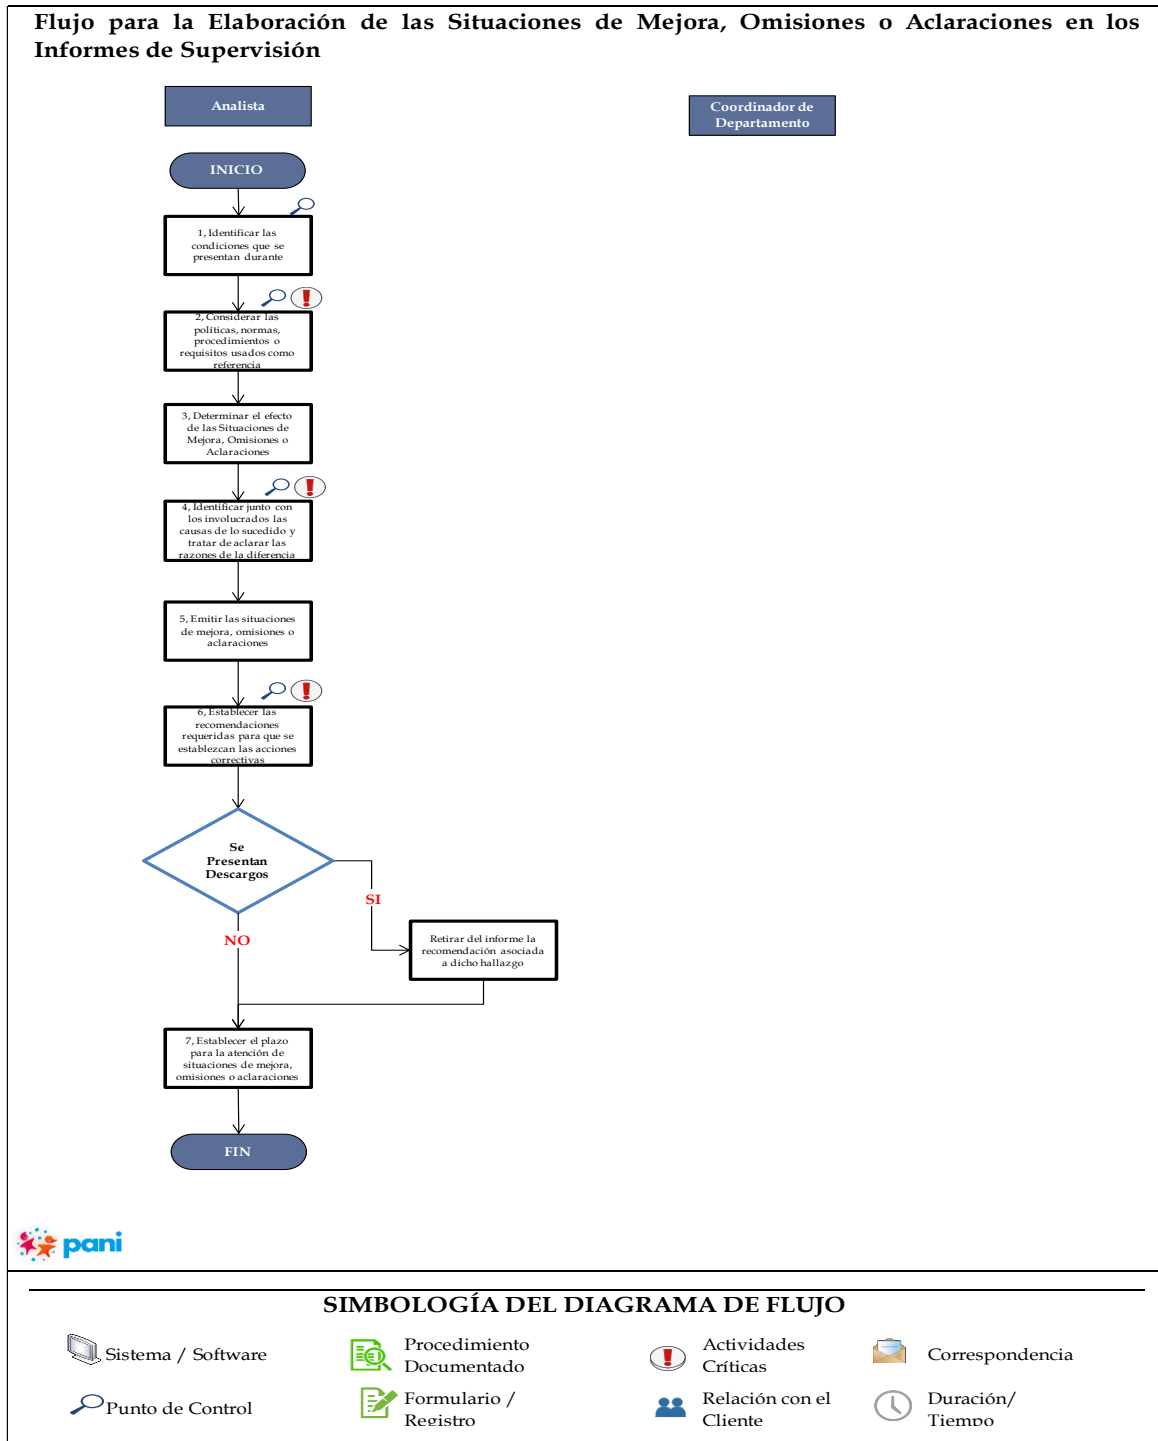 Flujo para la Elaboración de las Situaciones de Mejora, Omisiones o Aclaraciones en los
Informes de Supervisión
Analista
Coordinador de
Departamento
INICIO
1, Identificar las
condiciones que se
presentan durante
2, Considerar las
políticas, normas,
procedimientos o
requisitos usados como
referencia
3, Determinar el efecto
de las Situaciones de
Mejora, Omisiones o
Aclaraciones
4, Identificar junto con
los involucrados las
causas de lo sucedido y
tratar de aclarar las
razones de la diferencia
5, Emitir las situaciones
de mejora, omisiones o
aclaraciones
6, Establecer las
recomendaciones
requeridas para que se
establezcan las acciones
correctivas
Se
Presentan
Descargos
SI
NO
Retirar del informe la
recomendación asociada
a dicho hallazgo
7, Establecer el plazo
para la atención de
situaciones de mejora,
omisiones o aclaraciones
FIN
pani
SIMBOLOGÍA DEL DIAGRAMA DE FLUJO
Sistema / Software
Procedimiento
Documentado
Actividades
Críticas
Correspondencia
Punto de Control
Formulario /
Registro
Relación con el
Cliente
Duración/
Tiempo